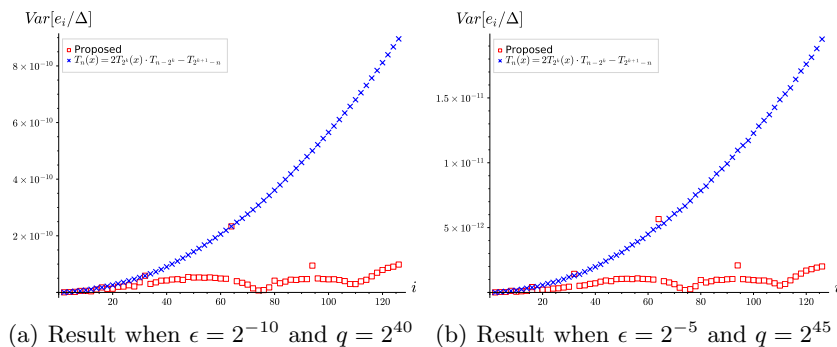 Var[e_i/Δ]
Proposed
T_n(x) = 2T_{2^k}(x) · T_{n−2^k} − T_{2^{k+1}−n}
8 × 10^{−10}
6 × 10^{−10}
4 × 10^{−10}
2 × 10^{−10}
20 40 60 80 100 120 i
(a) Result when ϵ = 2^{−10} and q = 2^{40}
Var[e_i/Δ]
Proposed
T_n(x) = 2T_{2^k}(x) · T_{n−2^k} − T_{2^{k+1}−n}
1.5 × 10^{−11}
1 × 10^{−11}
5 × 10^{−12}
20 40 60 80 100 120 i
(b) Result when ϵ = 2^{−5} and q = 2^{45}